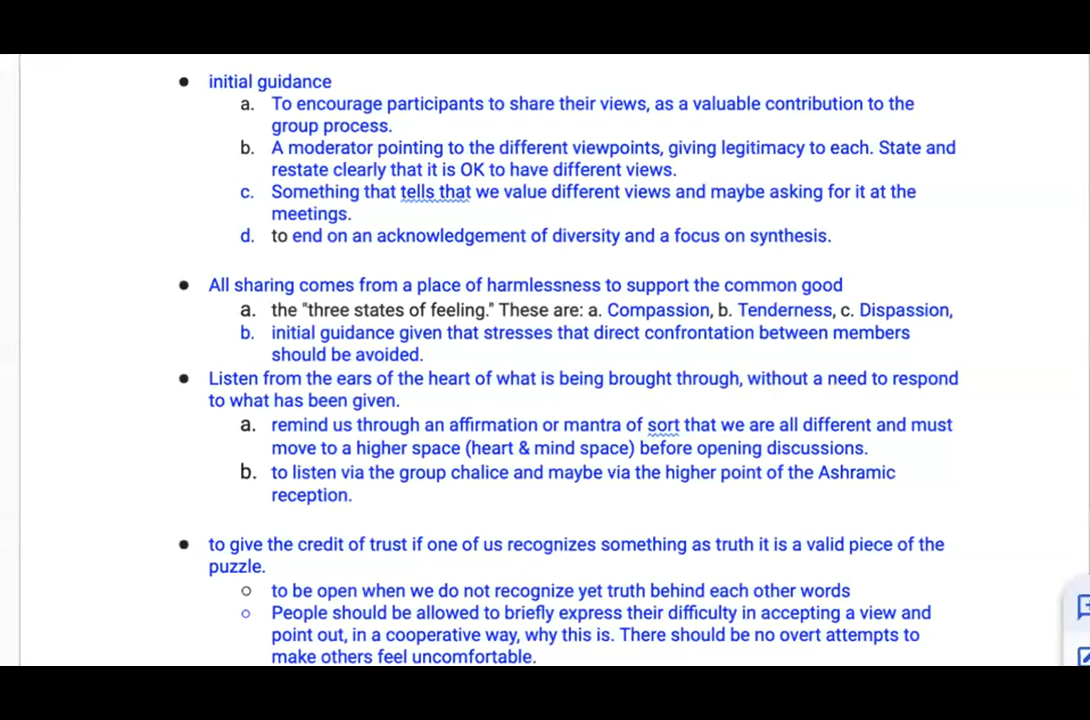 ● initial guidance
a. To encourage participants to share their views, as a valuable contribution to the
group process.
b. A moderator pointing to the different viewpoints, giving legitimacy to each. State and
restate clearly that it is OK to have different views.
c. Something that tells that we value different views and maybe asking for it at the
meetings.
d. to end on an acknowledgement of diversity and a focus on synthesis.
● All sharing comes from a place of harmlessness to support the common good
a. the "three states of feeling." These are: a. Compassion, b. Tenderness, c. Dispassion,
b. initial guidance given that stresses that direct confrontation between members
should be avoided.
● Listen from the ears of the heart of what is being brought through, without a need to respond
to what has been given.
a. remind us through an affirmation or mantra of sort that we are all different and must
move to a higher space (heart & mind space) before opening discussions.
b. to listen via the group chalice and maybe via the higher point of the Ashramic
reception.
● to give the credit of trust if one of us recognizes something as truth it is a valid piece of the
puzzle.
○ to be open when we do not recognize yet truth behind each other words
○ People should be allowed to briefly express their difficulty in accepting a view and
point out, in a cooperative way, why this is. There should be no overt attempts to
make others feel uncomfortable.